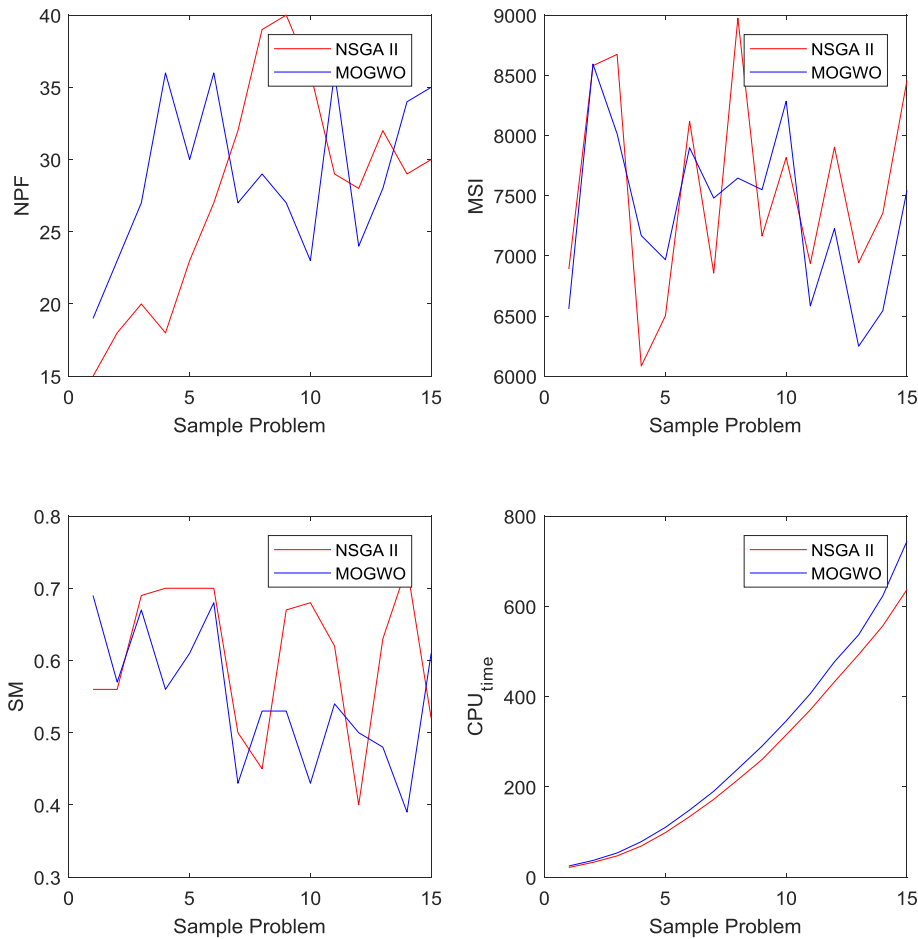 40
35
30
25
20
15
NPF
NSGA II
MOGWO
0 5 10 15
Sample Problem
9000
8500
8000
7500
7000
6500
6000
MSI
NSGA II
MOGWO
0 5 10 15
Sample Problem
0.8
0.7
0.6
0.5
0.4
0.3
SM
NSGA II
MOGWO
0 5 10 15
Sample Problem
800
600
400
200
0
CPUtime
NSGA II
MOGWO
0 5 10 15
Sample Problem